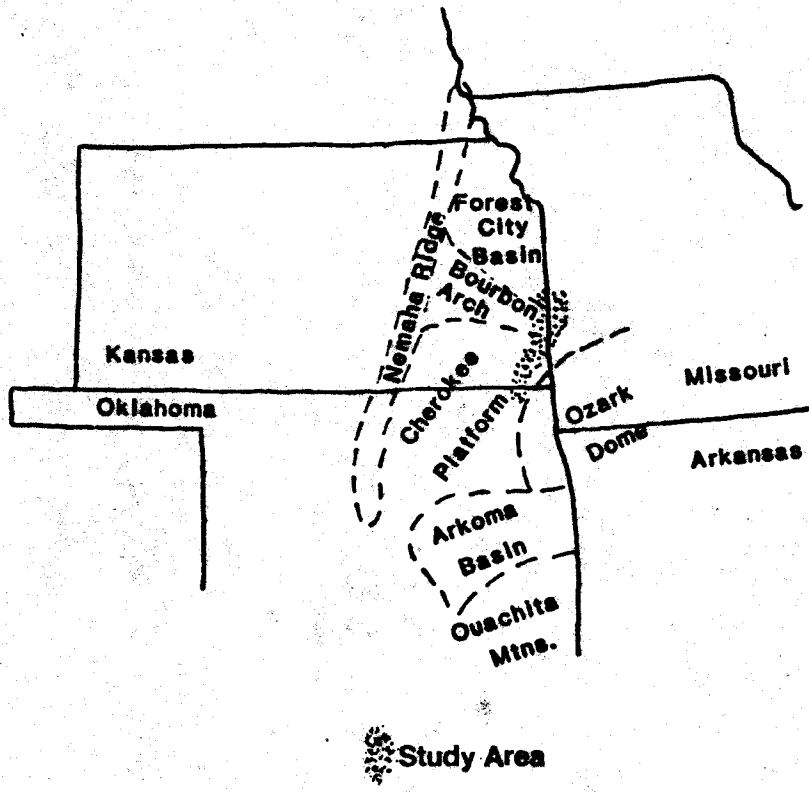 Forest
City
Basin
Nemaha Ridge
Bourbon
Arch
Kansas
Missouri
Oklahoma
Cherokee
Platform
Ozark
Dome
Arkansas
Arkoma
Basin
Ouachita
Mtns.
Study Area